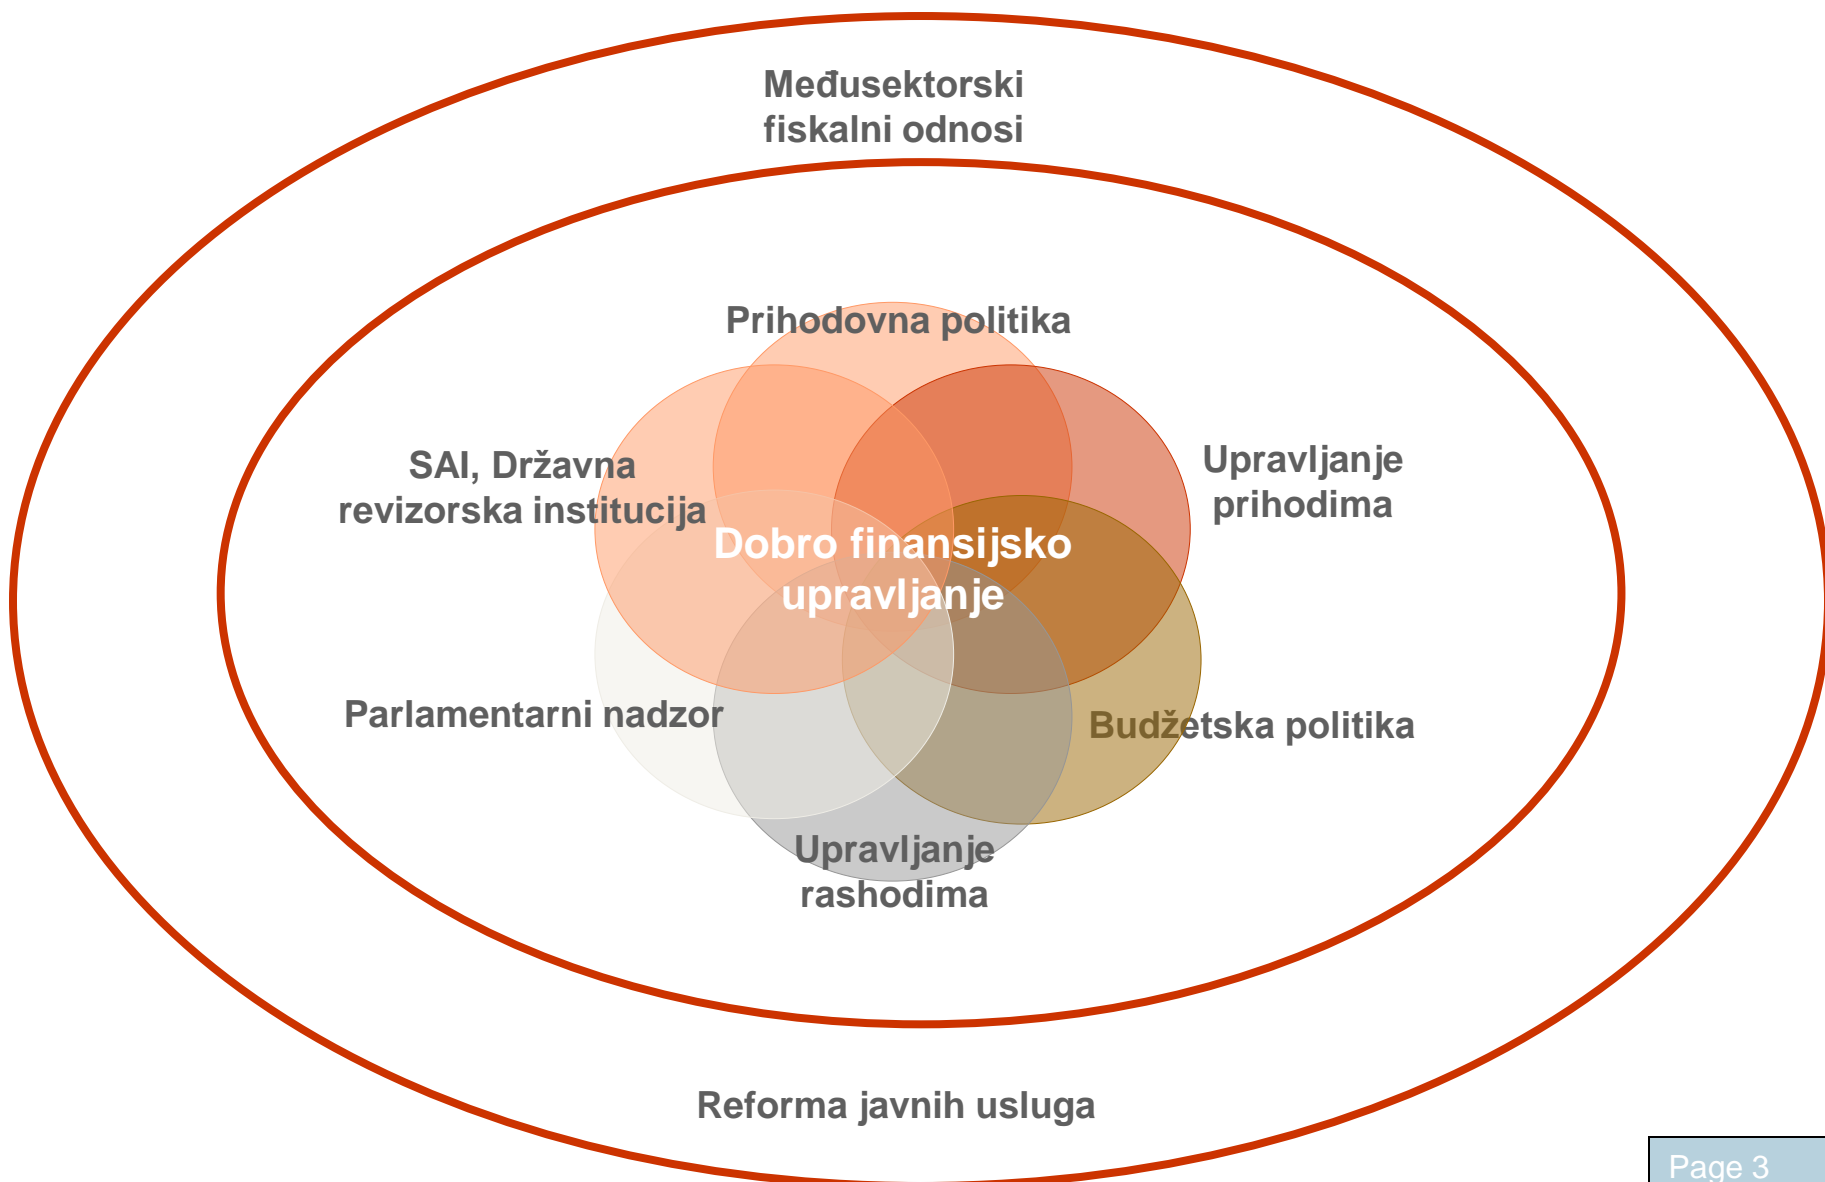 Međusektorski
fiskalni odnosi
Prihodovna politika
SAI, Državna
revizorska institucija
Upravljanje
prihodima
Dobro finansijsko
upravljanje
Parlamentarni nadzor
Budžetska politika
Upravljanje
rashodima
Reforma javnih usluga
Page 3